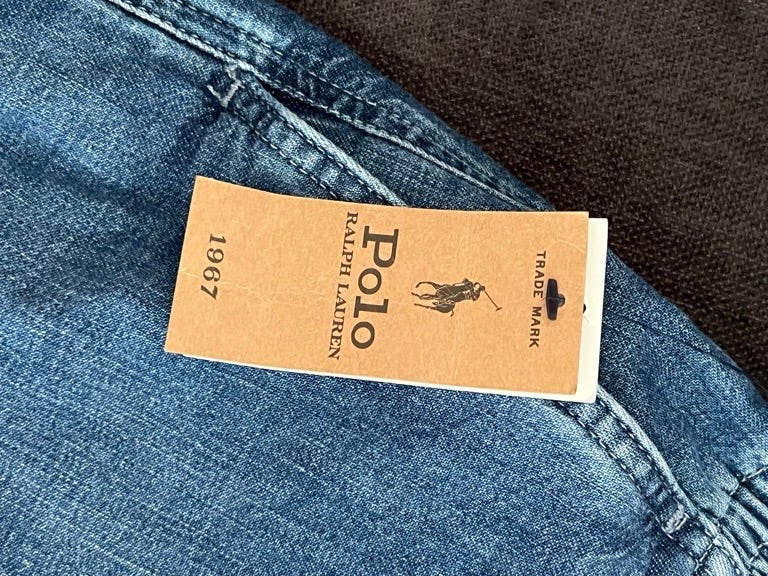 TRADE MARK
Polo
RALPH LAUREN
1967